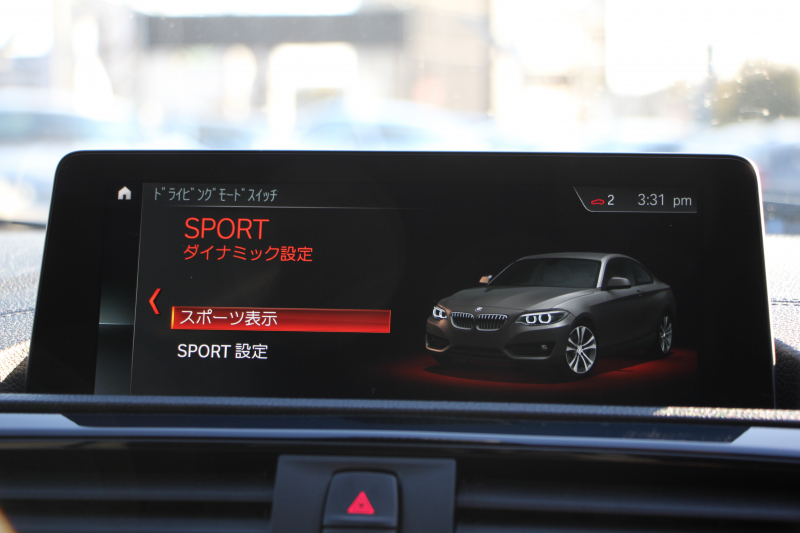 ﾄﾞﾗｲﾋﾞﾝｸﾞﾓｰﾄﾞｽｲｯﾁ
2 3:31 pm
SPORT
ダイナミック設定
スポーツ表示
SPORT 設定